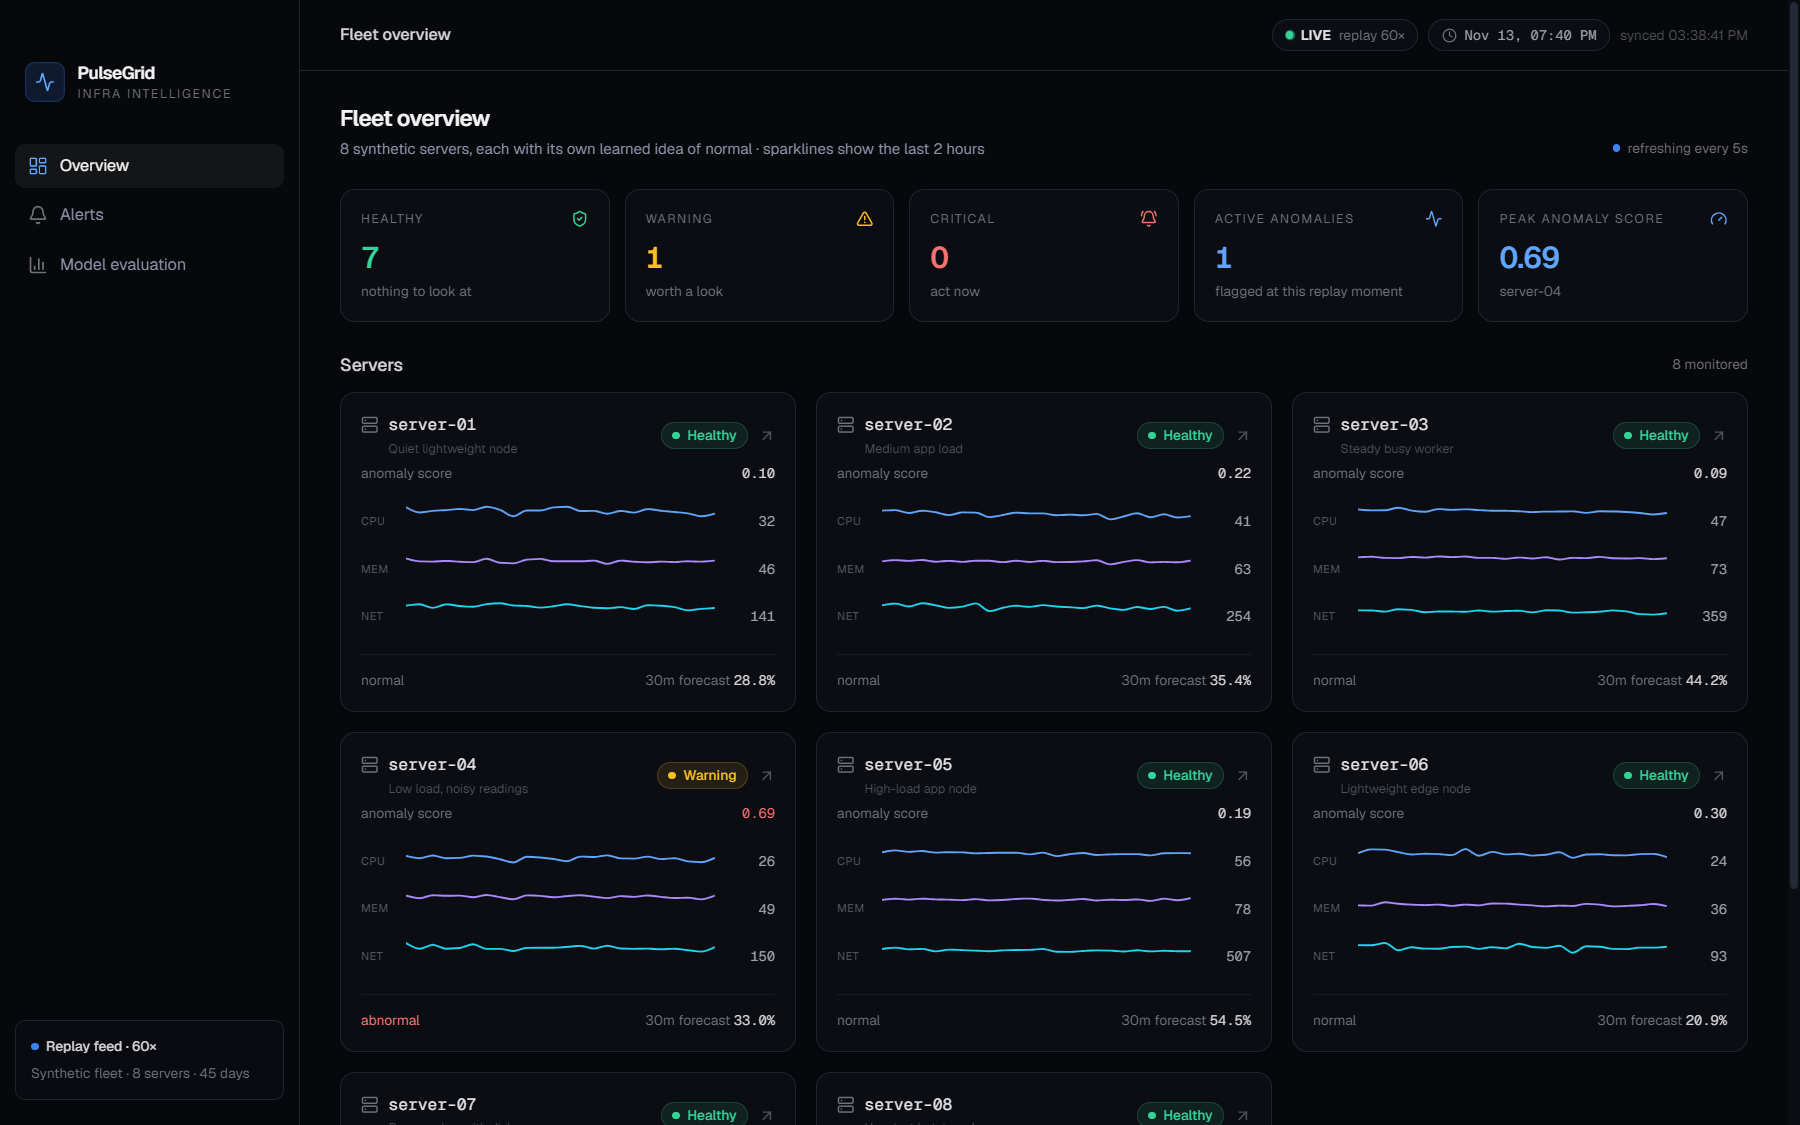 PulseGrid
INFRA INTELLIGENCE
Overview
Alerts
Model evaluation
Replay feed · 60×
Synthetic fleet · 8 servers · 45 days
Fleet overview
LIVE replay 60×
Nov 13, 07:40 PM
synced 03:38:41 PM
Fleet overview
8 synthetic servers, each with its own learned idea of normal · sparklines show the last 2 hours
refreshing every 5s
HEALTHY
7
nothing to look at
WARNING
1
worth a look
CRITICAL
0
act now
ACTIVE ANOMALIES
1
flagged at this replay moment
PEAK ANOMALY SCORE
0.69
server-04
Servers
8 monitored
server-01
Healthy
Quiet lightweight node
anomaly score 0.10
CPU 32
MEM 46
NET 141
normal 30m forecast 28.8%
server-02
Healthy
Medium app load
anomaly score 0.22
CPU 41
MEM 63
NET 254
normal 30m forecast 35.4%
server-03
Healthy
Steady busy worker
anomaly score 0.09
CPU 47
MEM 73
NET 359
normal 30m forecast 44.2%
server-04
Warning
Low load, noisy readings
anomaly score 0.69
CPU 26
MEM 49
NET 150
abnormal 30m forecast 33.0%
server-05
Healthy
High-load app node
anomaly score 0.19
CPU 56
MEM 78
NET 507
normal 30m forecast 54.5%
server-06
Healthy
Lightweight edge node
anomaly score 0.30
CPU 24
MEM 36
NET 93
normal 30m forecast 20.9%
server-07
Healthy
server-08
Healthy